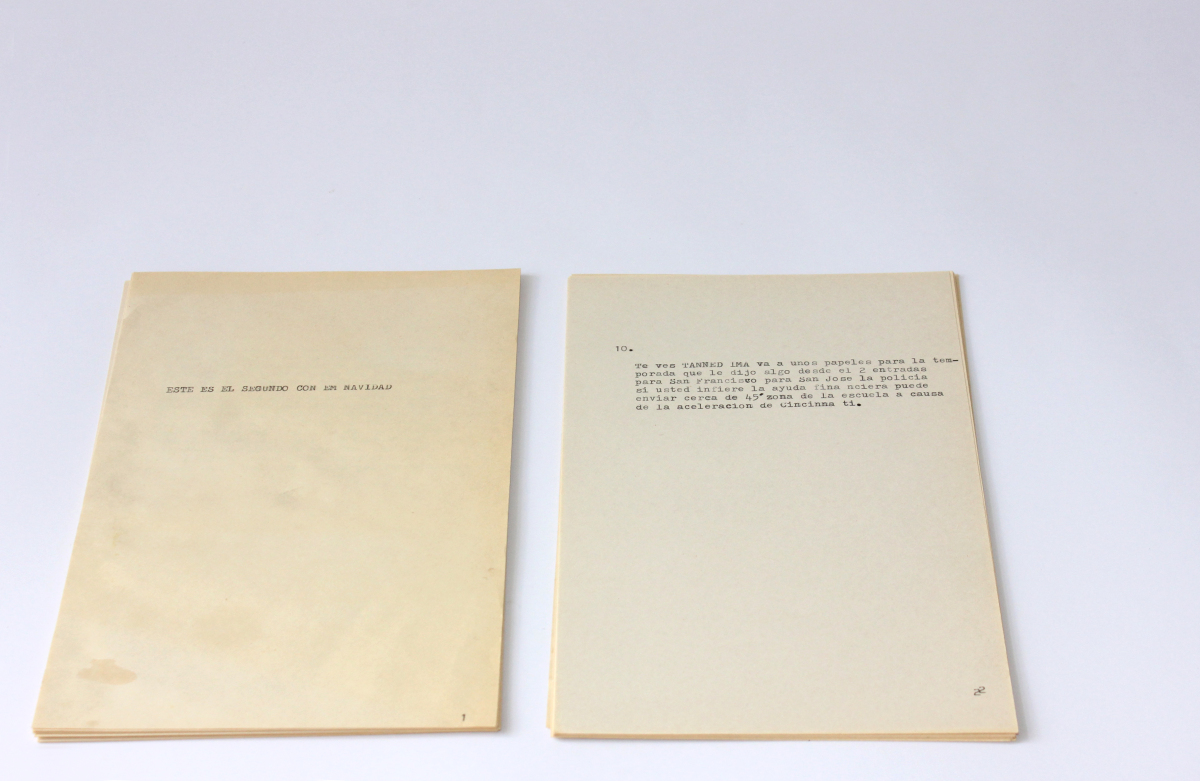 ESTE ES EL SEGUNDO CON EM NAVIDAD
1
10.
Te ves TANNED IMA va a unos papeles para la tem-
porada que le dijo algo desde el 2 entradas
para San Francisvo para San Jose la policia
si usted infiere la ayuda fina nciera puede
enviar cerca de 45 zona de la escuela a causa
de la aceleracion de Cincinna ti.
2